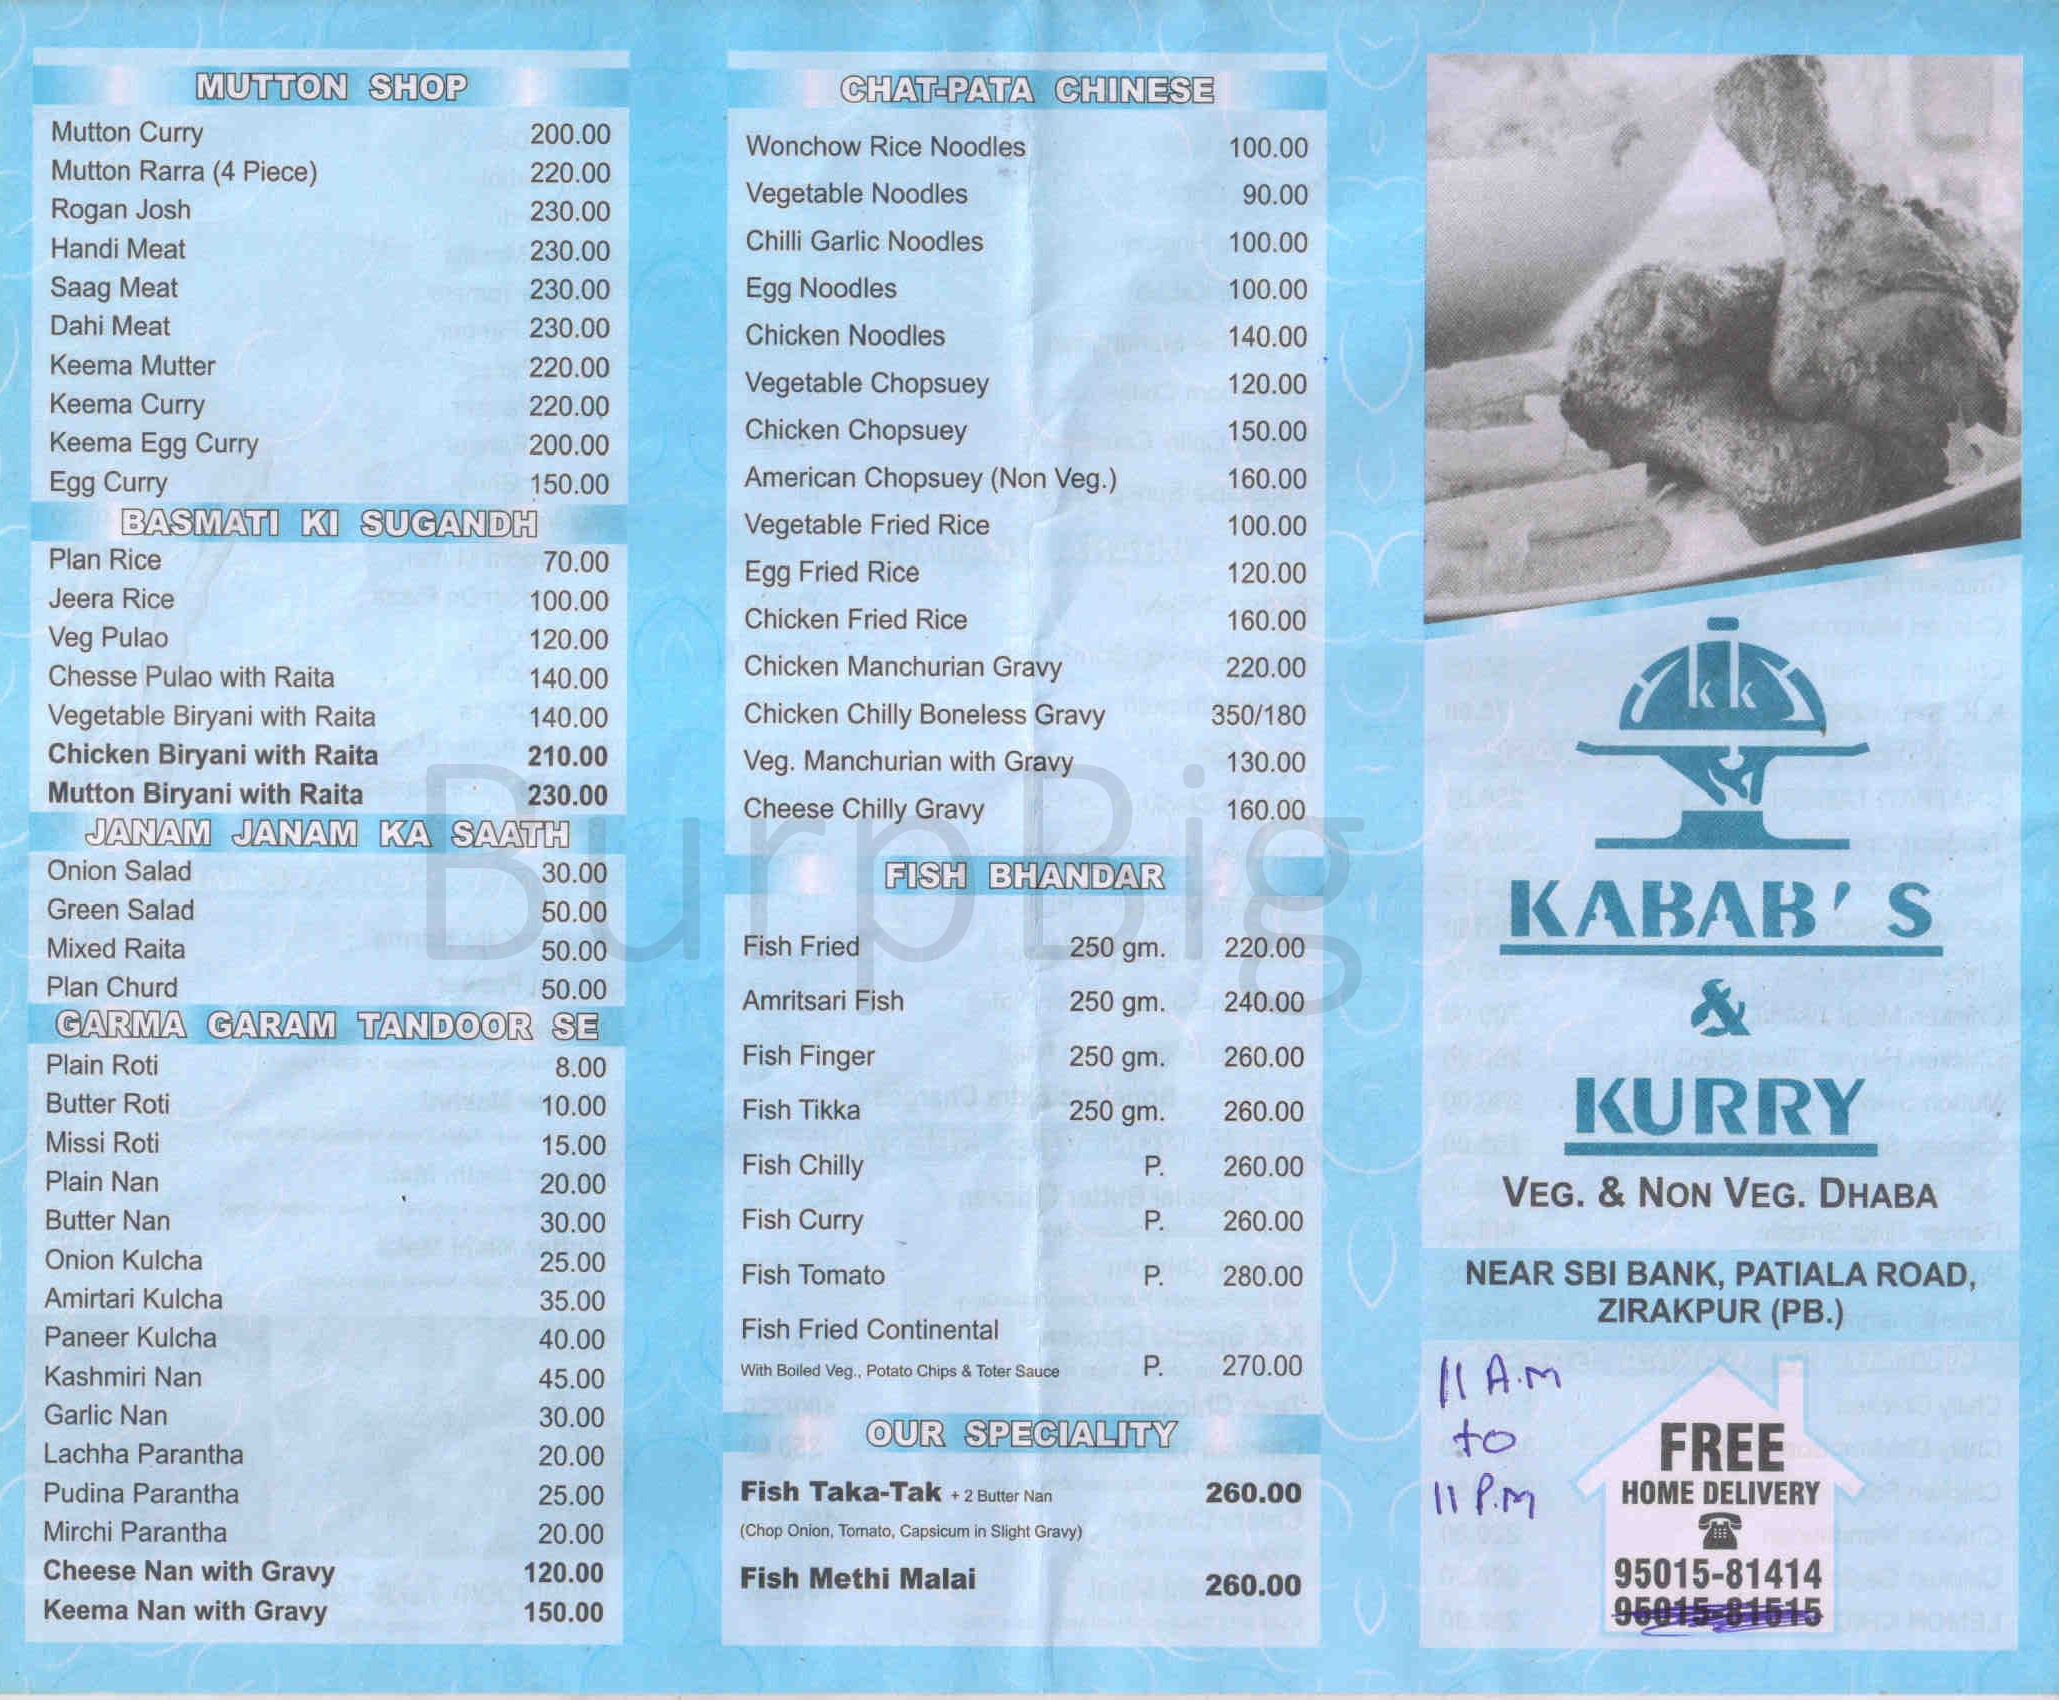 MUTTON SHOP
Mutton Curry 200.00
Mutton Rarra (4 Piece) 220.00
Rogan Josh 230.00
Handi Meat 230.00
Saag Meat 230.00
Dahi Meat 230.00
Keema Mutter 220.00
Keema Curry 220.00
Keema Egg Curry 200.00
Egg Curry 150.00
BASMATI KI SUGANDH
Plan Rice 70.00
Jeera Rice 100.00
Veg Pulao 120.00
Chesse Pulao with Raita 140.00
Vegetable Biryani with Raita 140.00
Chicken Biryani with Raita 210.00
Mutton Biryani with Raita 230.00
JANAM JANAM KA SAATH
Onion Salad 30.00
Green Salad 50.00
Mixed Raita 50.00
Plan Churd 50.00
GARMA GARAM TANDOOR SE
Plain Roti 8.00
Butter Roti 10.00
Missi Roti 15.00
Plain Nan 20.00
Butter Nan 30.00
Onion Kulcha 25.00
Amirtari Kulcha 35.00
Paneer Kulcha 40.00
Kashmiri Nan 45.00
Garlic Nan 30.00
Lachha Parantha 20.00
Pudina Parantha 25.00
Mirchi Parantha 20.00
Cheese Nan with Gravy 120.00
Keema Nan with Gravy 150.00
CHAT-PATA CHINESE
Wonchow Rice Noodles 100.00
Vegetable Noodles 90.00
Chilli Garlic Noodles 100.00
Egg Noodles 100.00
Chicken Noodles 140.00
Vegetable Chopsuey 120.00
Chicken Chopsuey 150.00
American Chopsuey (Non Veg.) 160.00
Vegetable Fried Rice 100.00
Egg Fried Rice 120.00
Chicken Fried Rice 160.00
Chicken Manchurian Gravy 220.00
Chicken Chilly Boneless Gravy 350/180
Veg. Manchurian with Gravy 130.00
Cheese Chilly Gravy 160.00
FISH BHANDAR
Fish Fried 250 gm. 220.00
Amritsari Fish 250 gm. 240.00
Fish Finger 250 gm. 260.00
Fish Tikka 250 gm. 260.00
Fish Chilly P. 260.00
Fish Curry P. 260.00
Fish Tomato P. 280.00
Fish Fried Continental
With Boiled Veg., Potato Chips & Toter Sauce P. 270.00
OUR SPECIALITY
Fish Taka-Tak + 2 Butter Nan 260.00
(Chop Onion, Tomato, Capsicum in Slight Gravy)
Fish Methi Malai 260.00
BurpBig
k k
KABAB'S
&
KURRY
VEG. & NON VEG. DHABA
NEAR SBI BANK, PATIALA ROAD,
ZIRAKPUR (PB.)
11 A.M
to
11 P.M
FREE
HOME DELIVERY
95015-81414
95015-81515